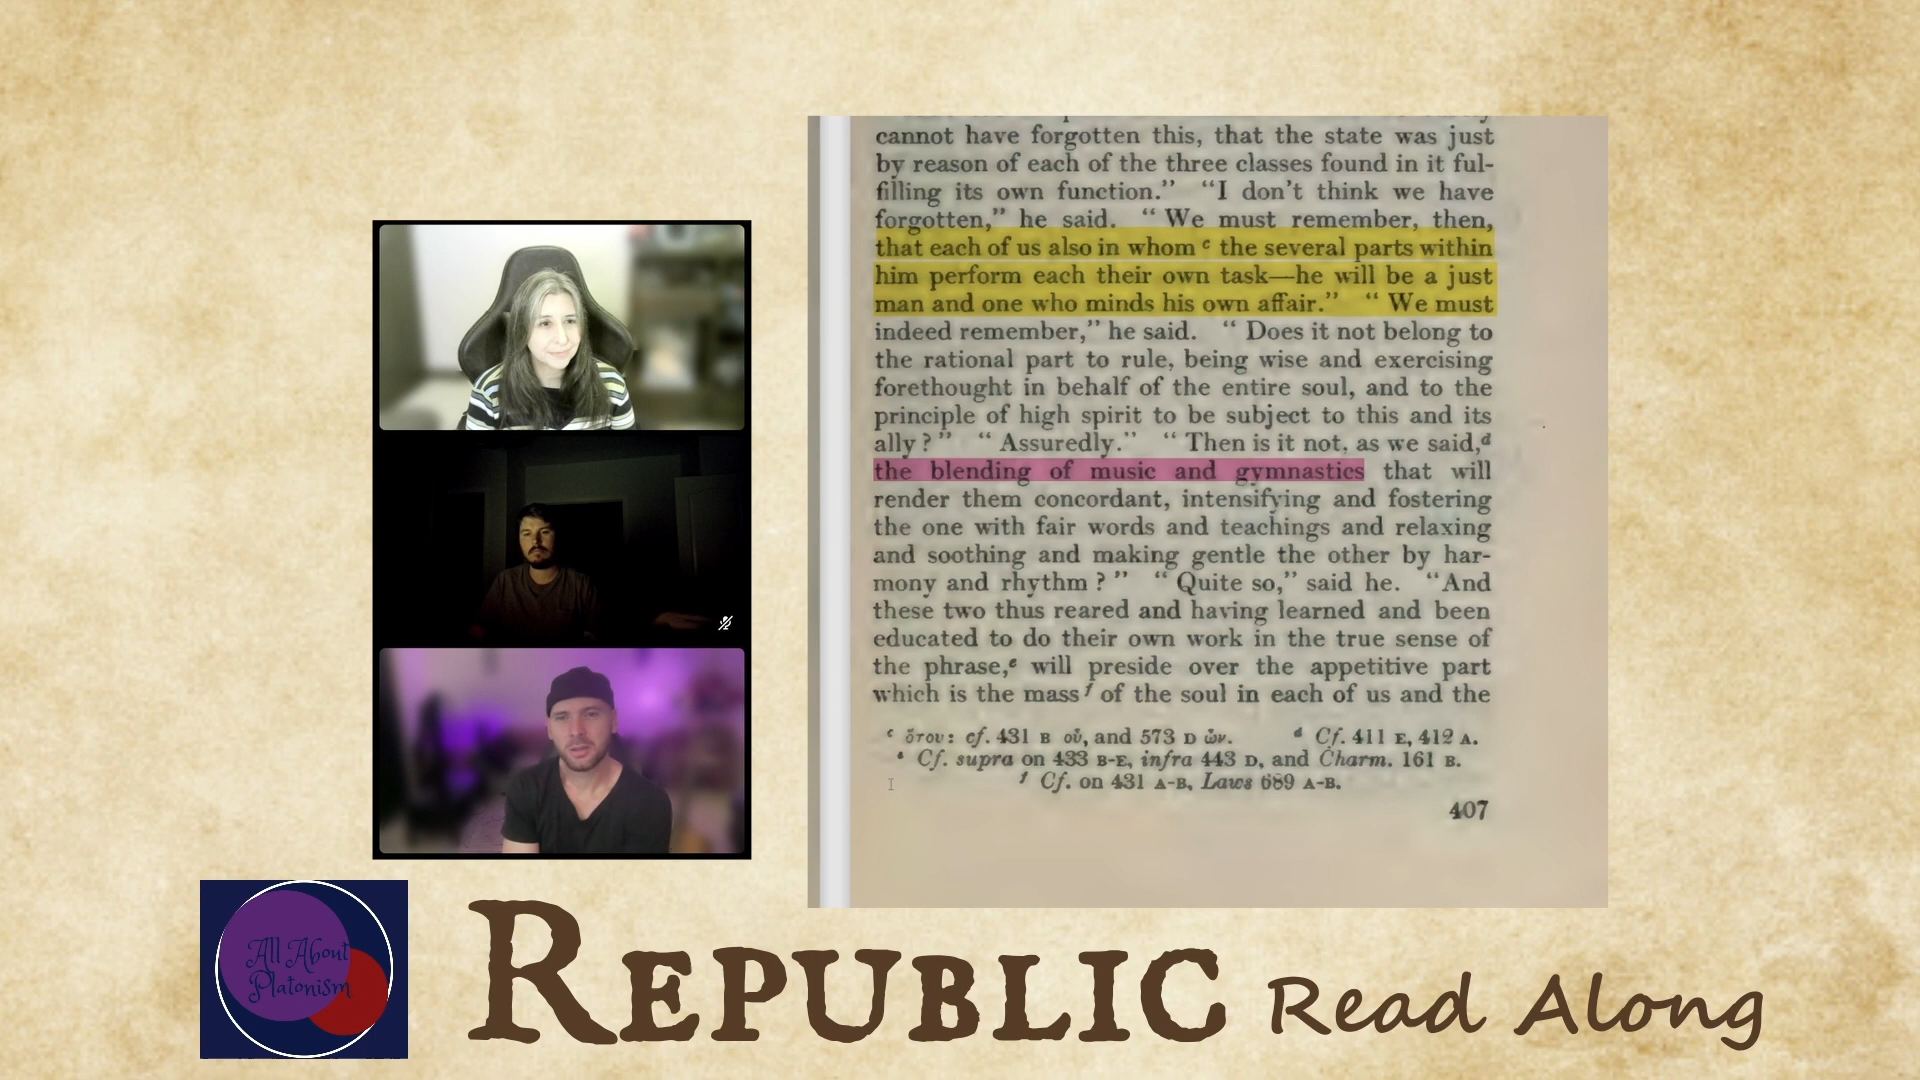 cannot have forgotten this, that the state was just
by reason of each of the three classes found in it ful-
filling its own function.” “I don’t think we have
forgotten,” he said. “We must remember, then,
that each of us also in whom ᶜ the several parts within
him perform each their own task—he will be a just
man and one who minds his own affair.” “We must
indeed remember,” he said. “Does it not belong to
the rational part to rule, being wise and exercising
forethought in behalf of the entire soul, and to the
principle of high spirit to be subject to this and its
ally?” “Assuredly.” “Then is it not, as we said,ᵈ
the blending of music and gymnastics that will
render them concordant, intensifying and fostering
the one with fair words and teachings and relaxing
and soothing and making gentle the other by har-
mony and rhythm?” “Quite so,” said he. “And
these two thus reared and having learned and been
educated to do their own work in the true sense of
the phrase,ᵉ will preside over the appetitive part
which is the mass ᶠ of the soul in each of us and the
ᶜ ὅτου: cf. 431 B οὗ, and 573 D ὧν. ᵈ Cf. 411 E, 412 A.
ᵉ Cf. supra on 433 B-E, infra 443 D, and Charm. 161 B.
ᶠ Cf. on 431 A-B, Laws 689 A-B.
407
All About
Platonism
REPUBLIC Read Along